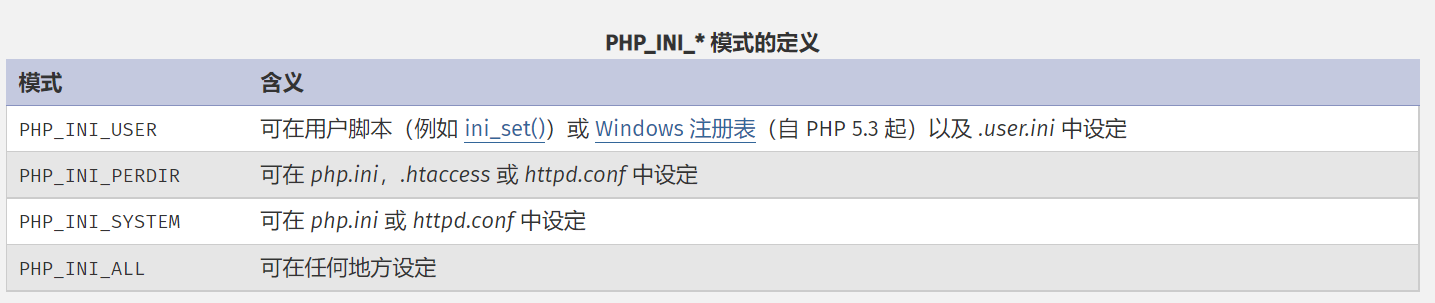 PHP_INI_* 模式的定义
模式 含义
PHP_INI_USER 可在用户脚本（例如 ini_set()）或 Windows 注册表（自 PHP 5.3 起）以及 .user.ini 中设定
PHP_INI_PERDIR 可在 php.ini，.htaccess 或 httpd.conf 中设定
PHP_INI_SYSTEM 可在 php.ini 或 httpd.conf 中设定
PHP_INI_ALL 可在任何地方设定